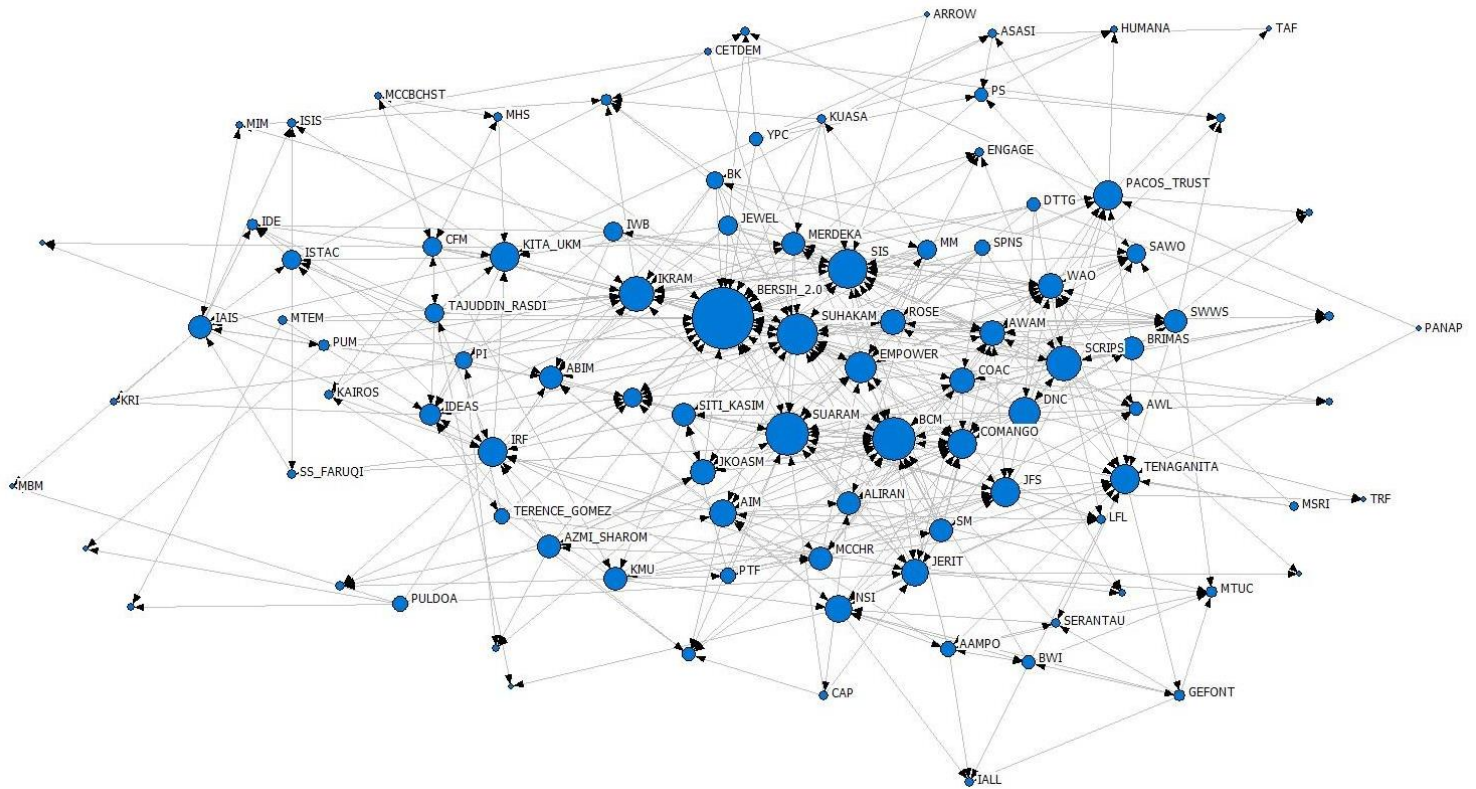 ARROW
HUMANA
TAF
ASASI
CETDEM
MCCBCHST
PS
MHS
MIM
ISIS
KUASA
YPC
ENGAGE
BK
PACOS_TRUST
DTTG
JEWEL
IDE
IWB
MERDEKA
CFM
KITA_UKM
SIS
MM
SPNS
SAWO
ISTAC
WAO
IKRAM
BERSIH_2.0
TAJUDDIN_RASDI
SUHAKAM
ROSE
SWWS
IAIS
MTEM
AWAM
PANAP
PUM
BRIMAS
SCRIPS
PI
EMPOWER
ABIM
COAC
KAIROS
KRI
DNC
AWL
SITI_KASIM
IDEAS
SUARAM
BCM
COMANGO
IRF
JKOASM
TENAGANITA
SS_FARUQI
JFS
MBM
ALIRAN
TRF
AIM
MSRI
TERENCE_GOMEZ
LFL
SM
AZMI_SHAROM
MCCHR
JERIT
KMU
PTF
MTUC
PULDOA
NSI
SERANTAU
AAMPO
BWI
CAP
GEFONT
IALL